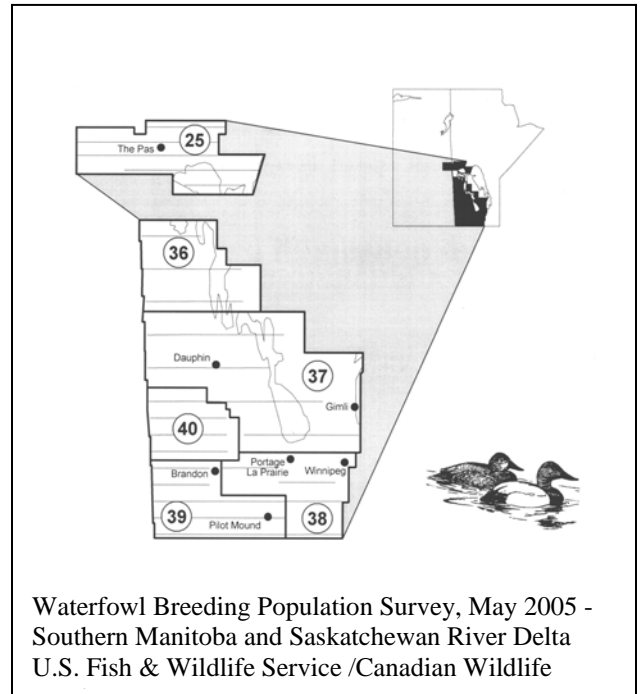 25
The Pas
36
Dauphin
37
Gimli
40
Portage
La Prairie
Winnipeg
Brandon
39
Pilot Mound
38
Waterfowl Breeding Population Survey, May 2005 -
Southern Manitoba and Saskatchewan River Delta
U.S. Fish & Wildlife Service /Canadian Wildlife